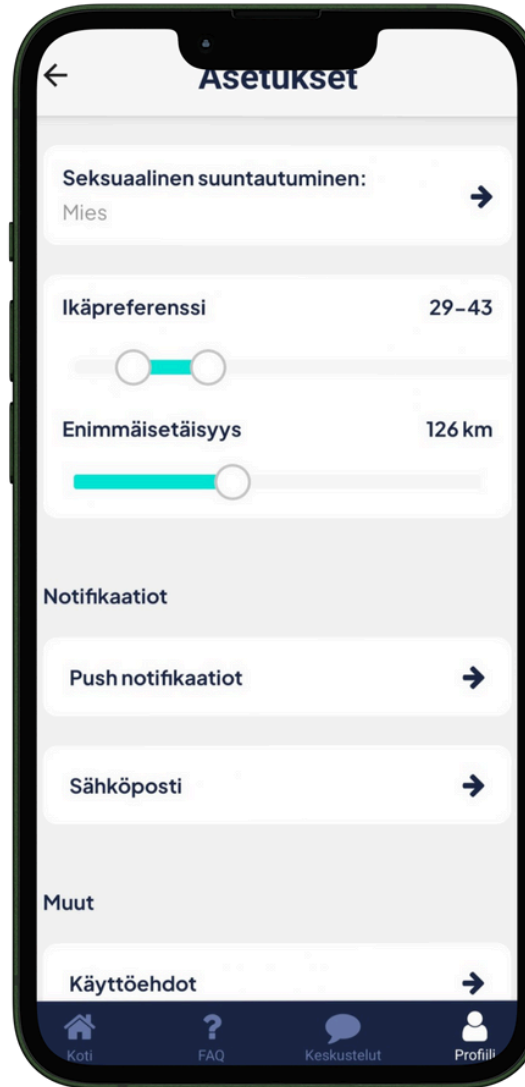 Asetukset
Seksuaalinen suuntautuminen:
Mies
Ikäpreferenssi 29–43
Enimmäisetäisyys 126 km
Notifikaatiot
Push notifikaatiot
Sähköposti
Muut
Käyttöehdot
Koti FAQ Keskustelut Profiili